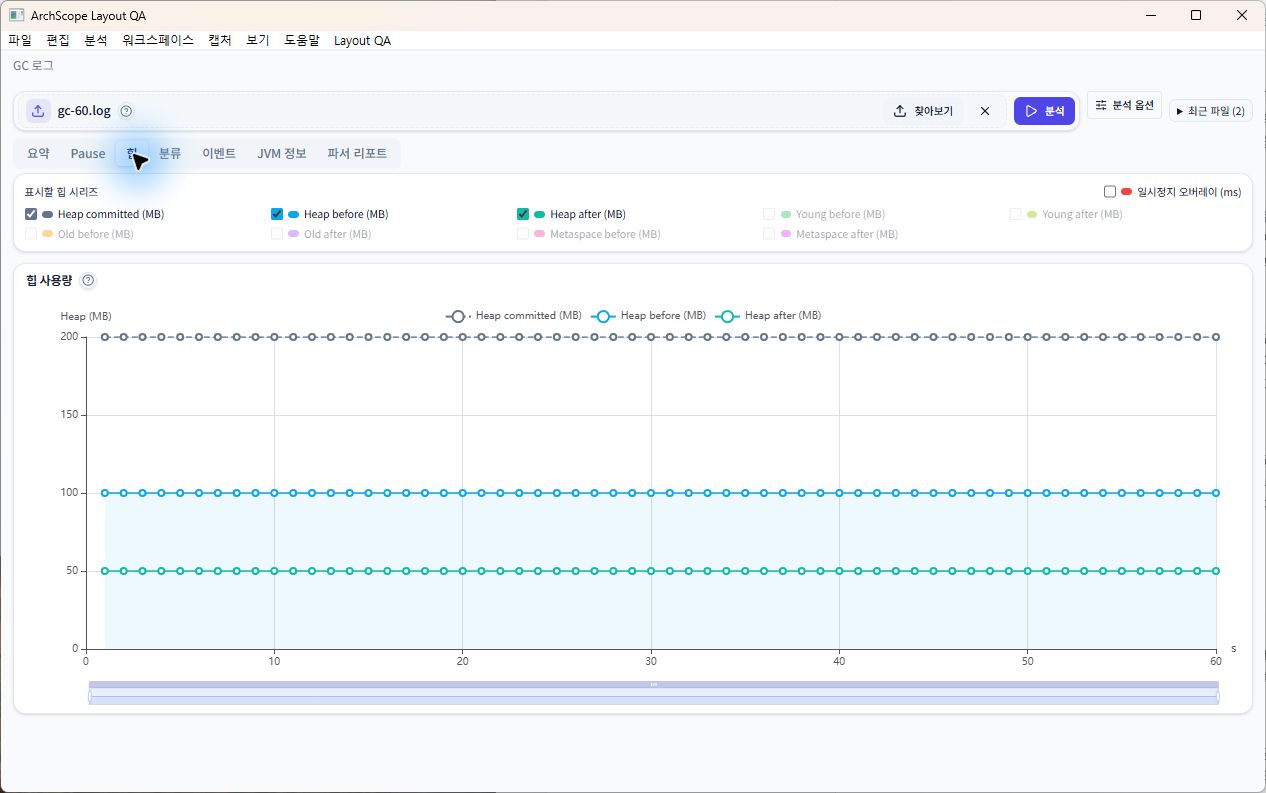 ArchScope Layout QA
파일 편집 분석 워크스페이스 캡처 보기 도움말 Layout QA
GC 로그
gc-60.log ? 찾아보기 분석 분석 옵션 ▶ 최근 파일 (2)
요약 Pause 힙 분류 이벤트 JVM 정보 파서 리포트
표시할 힙 시리즈 일시정지 오버레이 (ms)
Heap committed (MB) Heap before (MB) Heap after (MB) Young before (MB) Young after (MB)
Old before (MB) Old after (MB) Metaspace before (MB) Metaspace after (MB)
힙 사용량 ?
Heap (MB) Heap committed (MB) Heap before (MB) Heap after (MB)
200
150
100
50
0 s
0 10 20 30 40 50 60